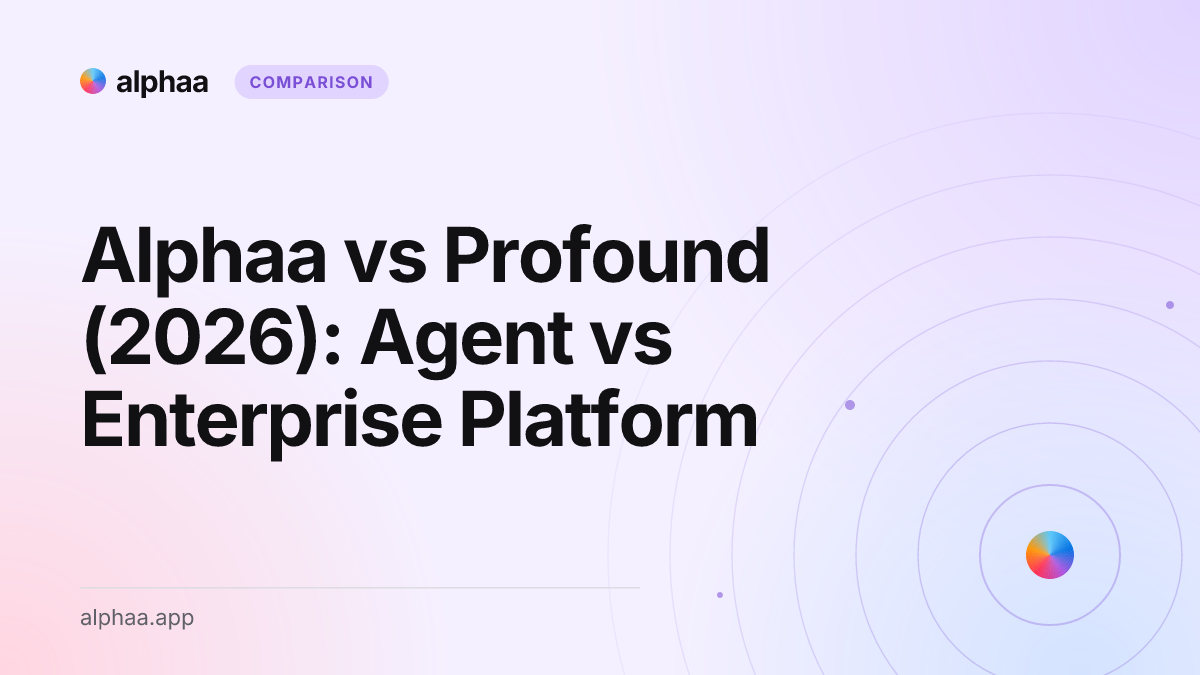 alphaa
COMPARISON
Alphaa vs Profound
(2026): Agent vs
Enterprise Platform
alphaa.app